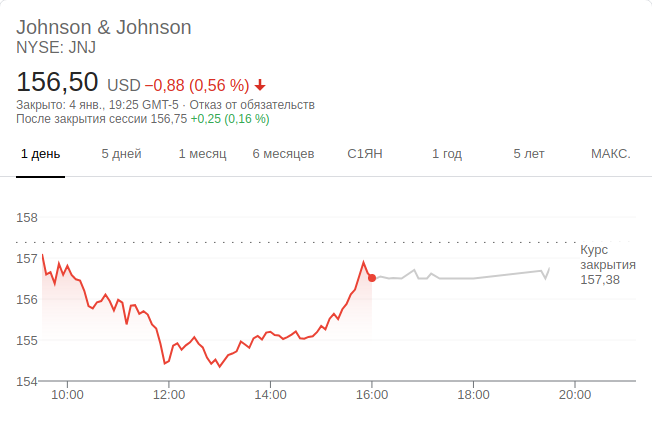 Johnson & Johnson
NYSE: JNJ
156,50 USD −0,88 (0,56 %)
Закрыто: 4 янв., 19:25 GMT-5 · Отказ от обязательств
После закрытия сессии 156,75 +0,25 (0,16 %)
1 день 5 дней 1 месяц 6 месяцев С1ЯН 1 год 5 лет МАКС.
158
157
156
155
154
Курс
закрытия
157,38
10:00 12:00 14:00 16:00 18:00 20:00